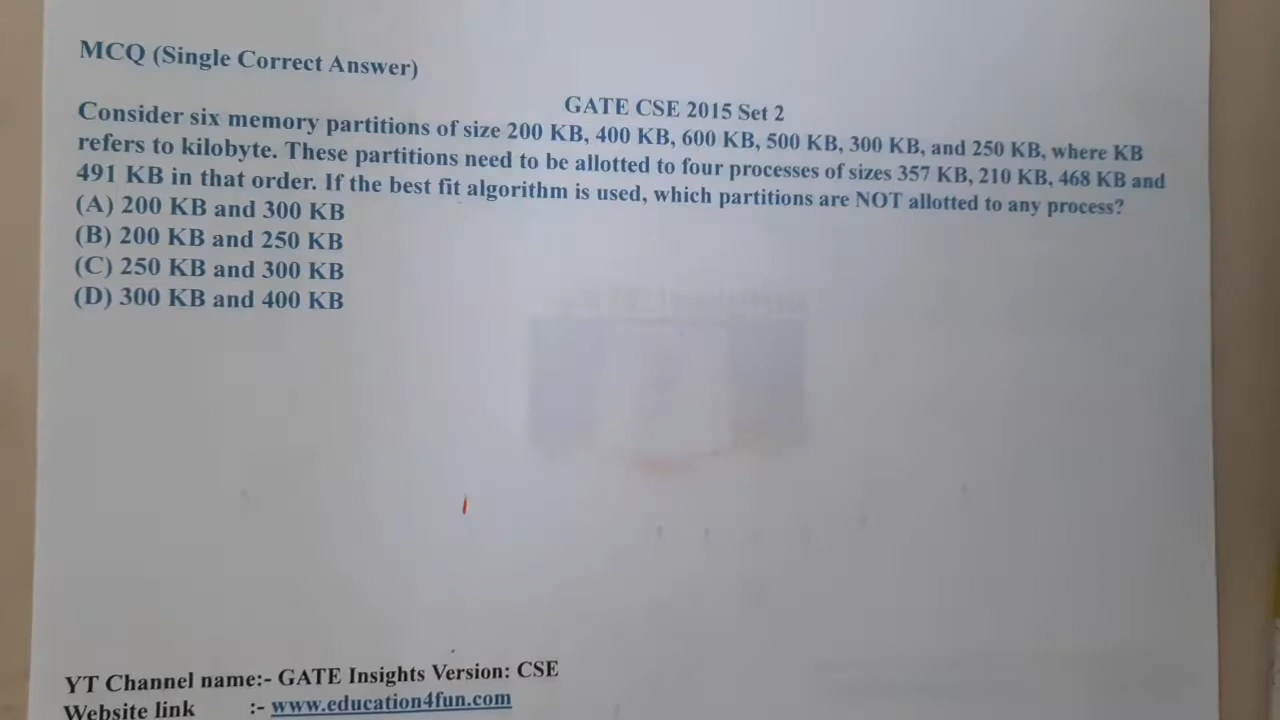 MCQ (Single Correct Answer)
GATE CSE 2015 Set 2
Consider six memory partitions of size 200 KB, 400 KB, 600 KB, 500 KB, 300 KB, and 250 KB, where KB
refers to kilobyte. These partitions need to be allotted to four processes of sizes 357 KB, 210 KB, 468 KB and
491 KB in that order. If the best fit algorithm is used, which partitions are NOT allotted to any process?
(A) 200 KB and 300 KB
(B) 200 KB and 250 KB
(C) 250 KB and 300 KB
(D) 300 KB and 400 KB
YT Channel name:- GATE Insights Version: CSE
Website link :- www.education4fun.com